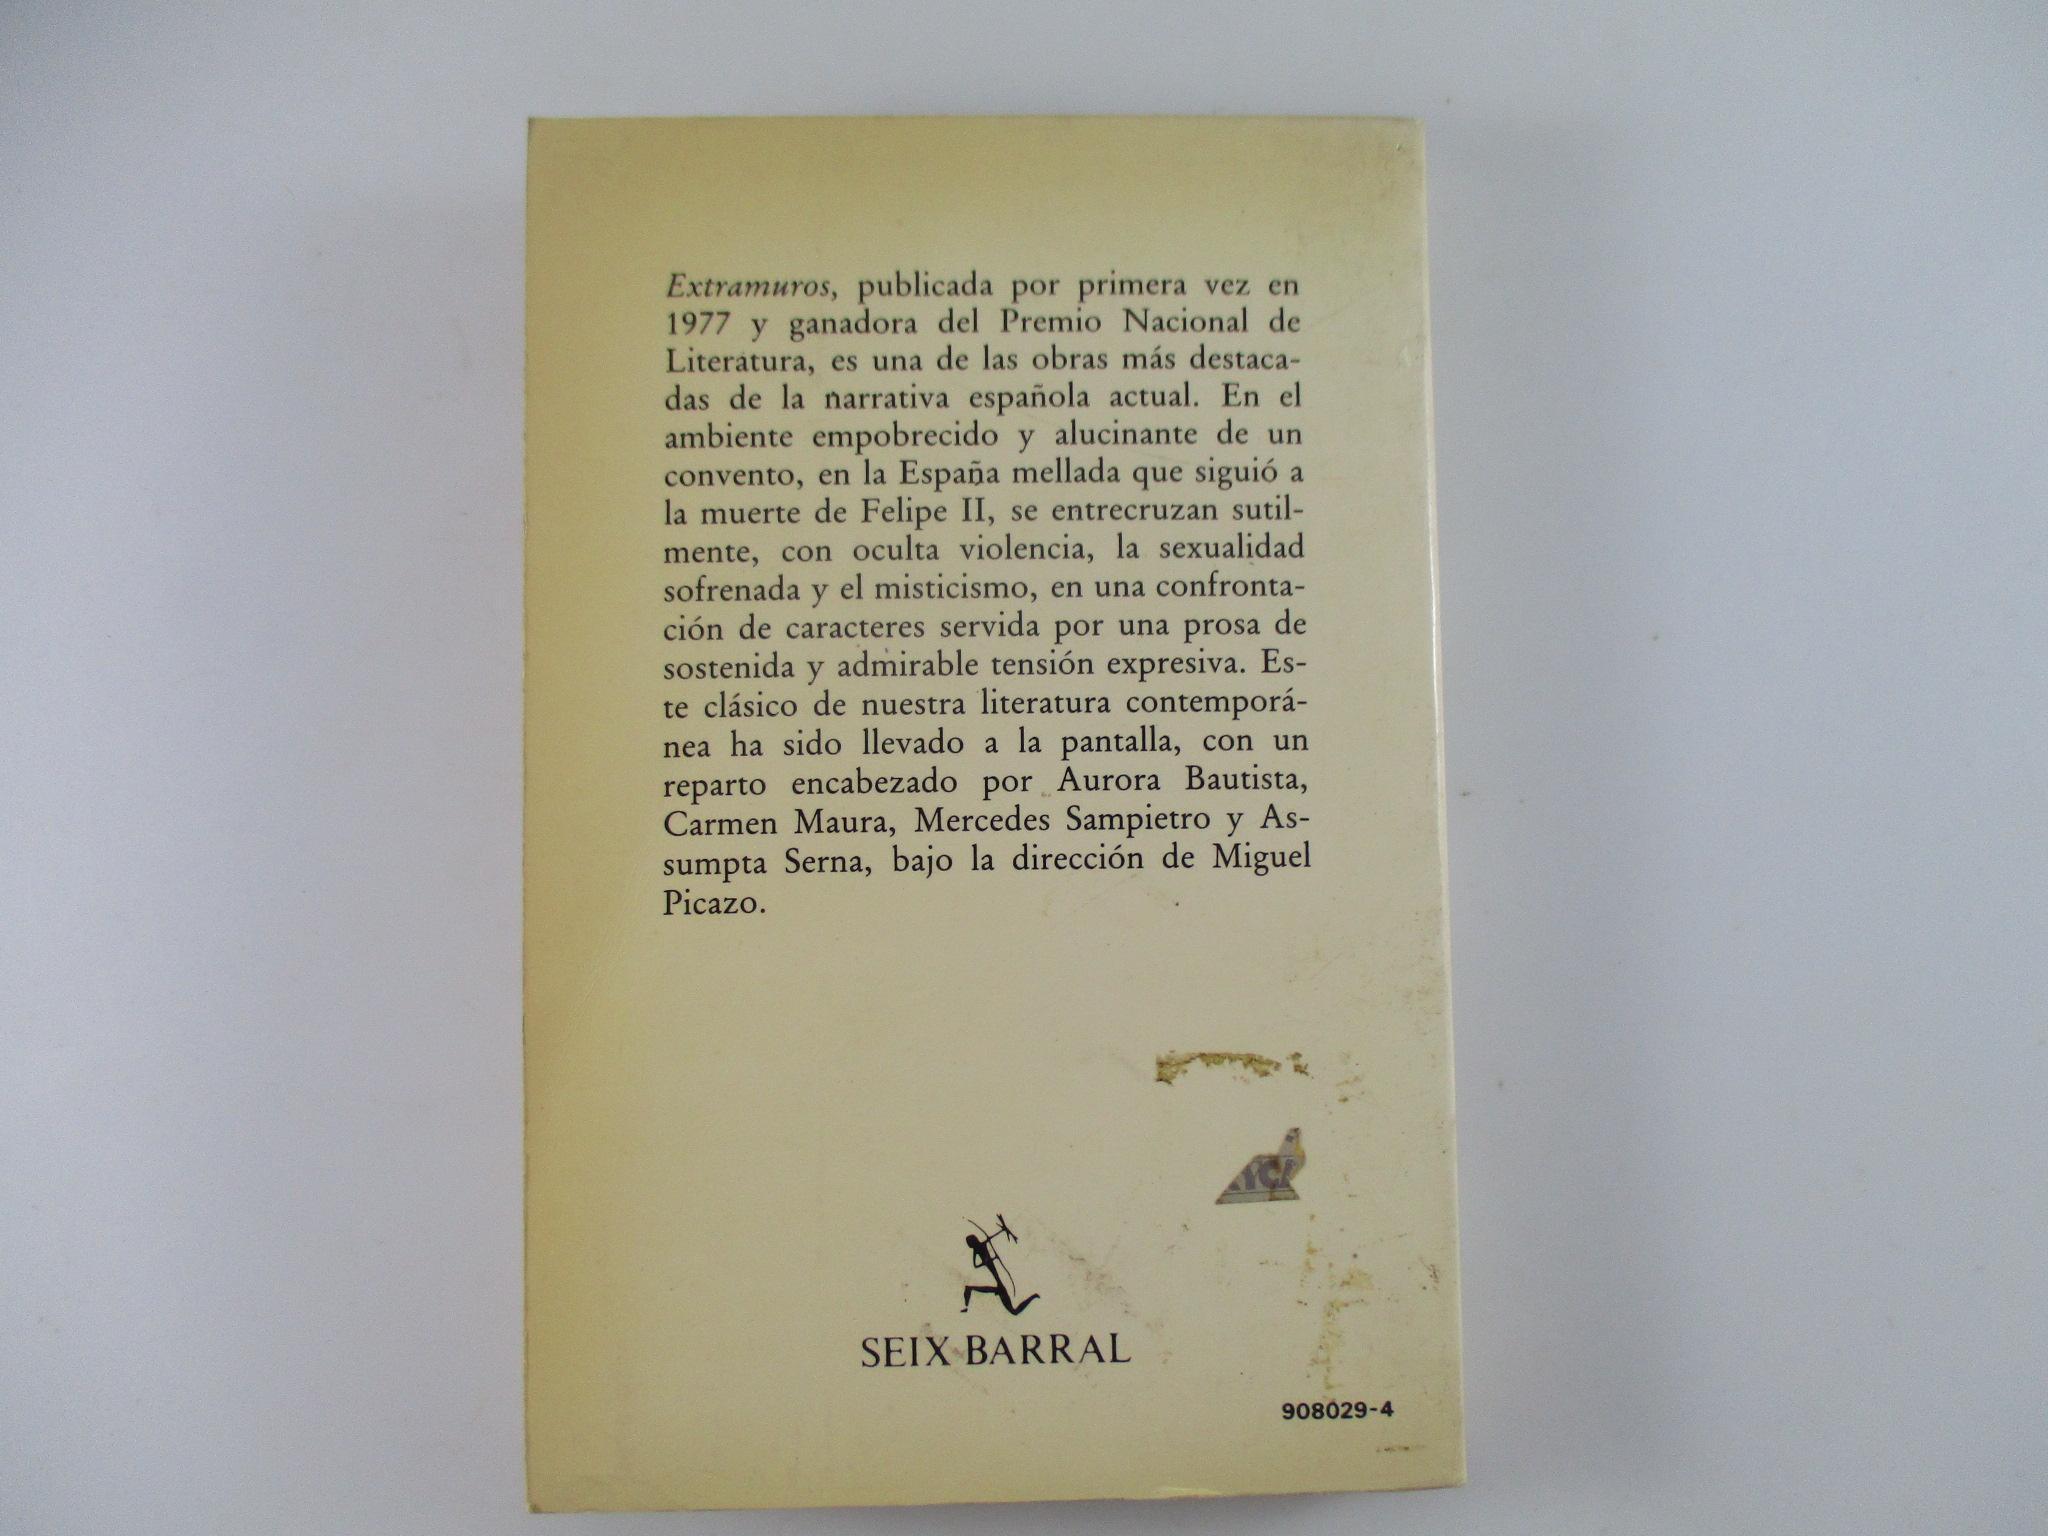 Extramuros, publicada por primera vez en
1977 y ganadora del Premio Nacional de
Literatura, es una de las obras más destaca-
das de la narrativa española actual. En el
ambiente empobrecido y alucinante de un
convento, en la España mellada que siguió a
la muerte de Felipe II, se entrecruzan sutil-
mente, con oculta violencia, la sexualidad
sofrenada y el misticismo, en una confronta-
ción de caracteres servida por una prosa de
sostenida y admirable tensión expresiva. Es-
te clásico de nuestra literatura contemporá-
nea ha sido llevado a la pantalla, con un
reparto encabezado por Aurora Bautista,
Carmen Maura, Mercedes Sampietro y As-
sumpta Serna, bajo la dirección de Miguel
Picazo.
SEIX BARRAL
908029-4